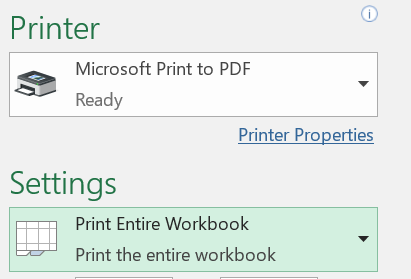 Printer
Microsoft Print to PDF
Ready
Printer Properties
Settings
Print Entire Workbook
Print the entire workbook